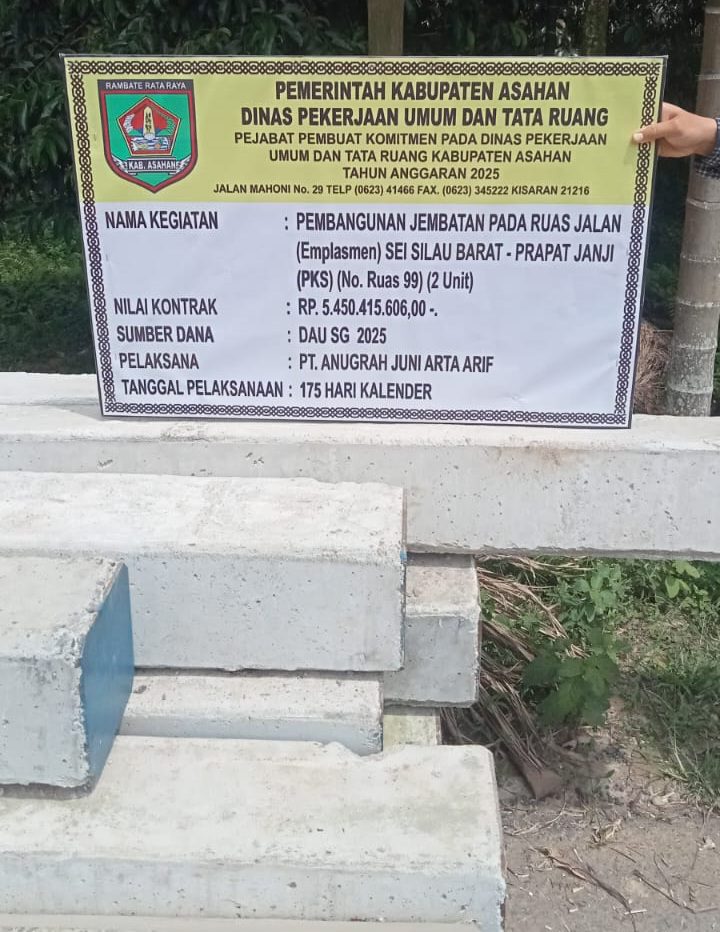 RAMBATE RATA RAYA
KAB. ASAHAN
PEMERINTAH KABUPATEN ASAHAN
DINAS PEKERJAAN UMUM DAN TATA RUANG
PEJABAT PEMBUAT KOMITMEN PADA DINAS PEKERJAAN
UMUM DAN TATA RUANG KABUPATEN ASAHAN
TAHUN ANGGARAN 2025
JALAN MAHONI No. 29 TELP (0623) 41466 FAX. (0623) 345222 KISARAN 21216
NAMA KEGIATAN : PEMBANGUNAN JEMBATAN PADA RUAS JALAN
(Emplasmen) SEI SILAU BARAT - PRAPAT JANJI
(PKS) (No. Ruas 99) (2 Unit)
NILAI KONTRAK : RP. 5.450.415.606,00 -.
SUMBER DANA : DAU SG 2025
PELAKSANA : PT. ANUGRAH JUNI ARTA ARIF
TANGGAL PELAKSANAAN : 175 HARI KALENDER